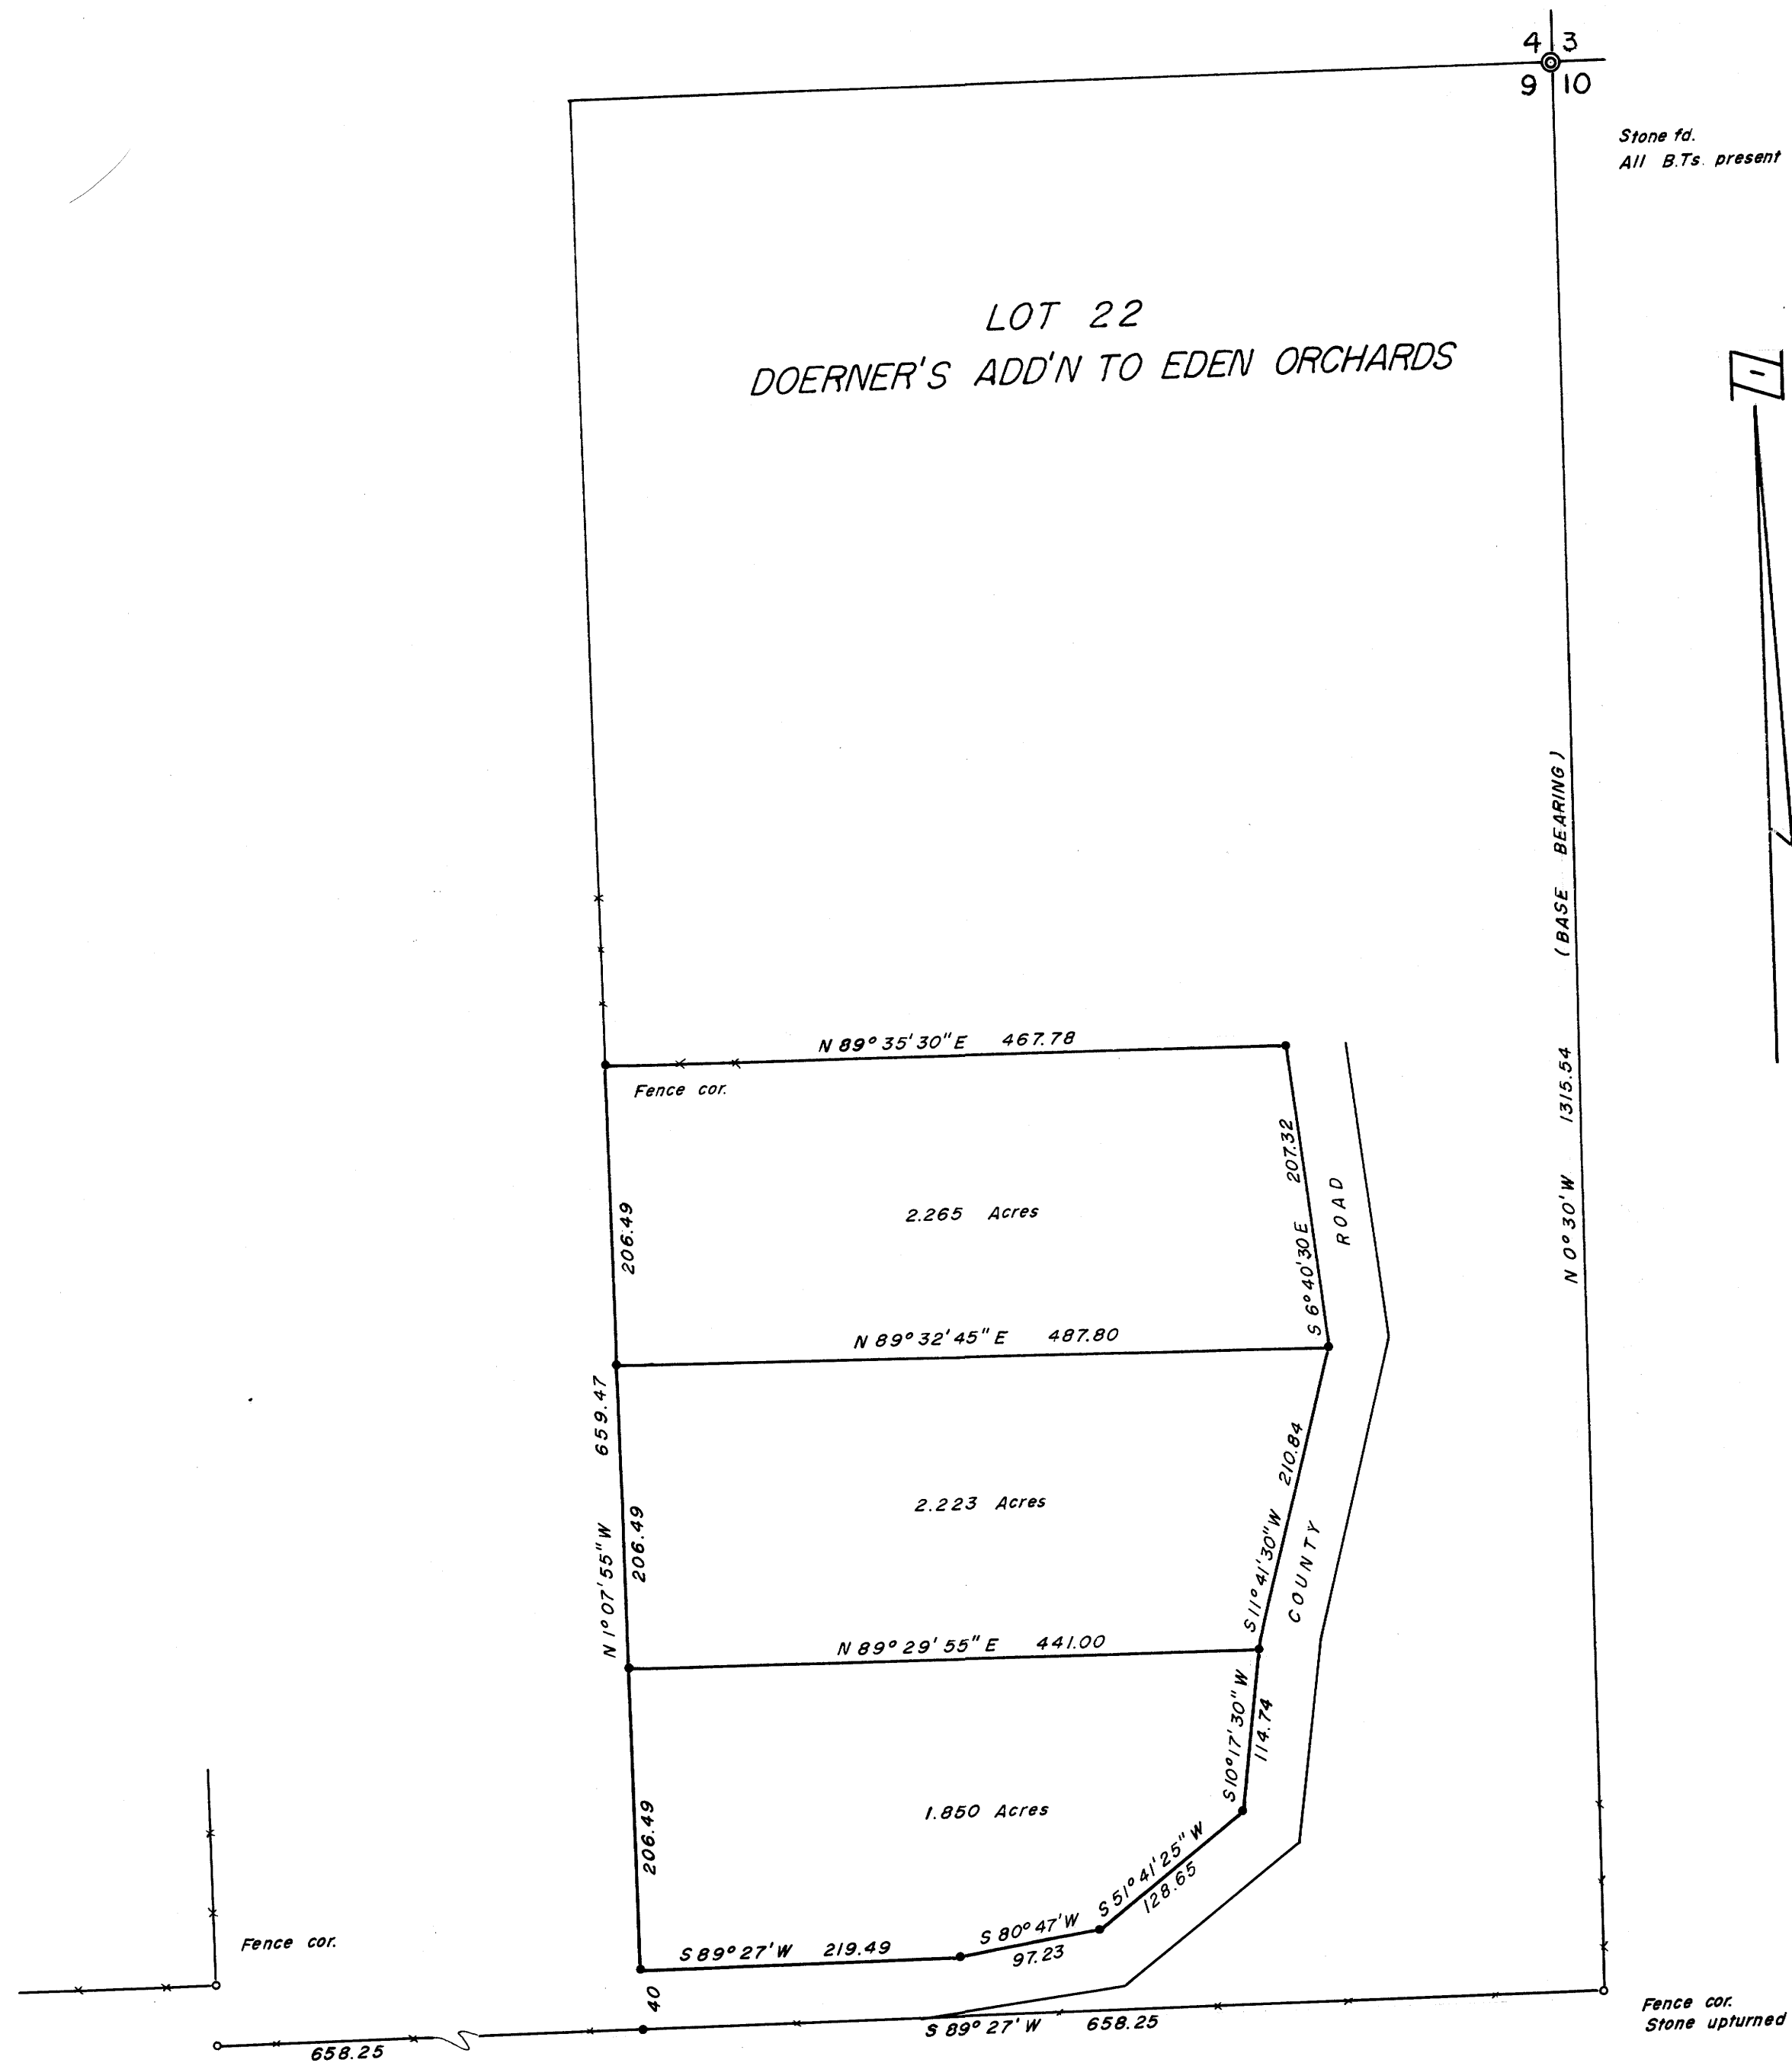 4 3
9 10
Stone fd.
All B.Ts. present
LOT 22
DOERNER'S ADD'N TO EDEN ORCHARDS
N
(BASE BEARING)
N 0° 30' W 1315.54
N 89° 35' 30" E 467.78
Fence cor.
207.32
S 6° 40' 30 E
ROAD
206.49
2.265 Acres
N 89° 32' 45" E 487.80
659.47
N 1° 07' 55" W
206.49
2.223 Acres
210.84
S 11° 41' 30" W
COUNTY
N 89° 29' 55" E 441.00
S 10° 17' 30" W
114.74
206.49
1.850 Acres
S 51° 41' 25" W
128.65
S 80° 47' W
97.23
S 89° 27' W 219.49
Fence cor.
40
S 89° 27' W 658.25
658.25
Fence cor.
Stone upturned